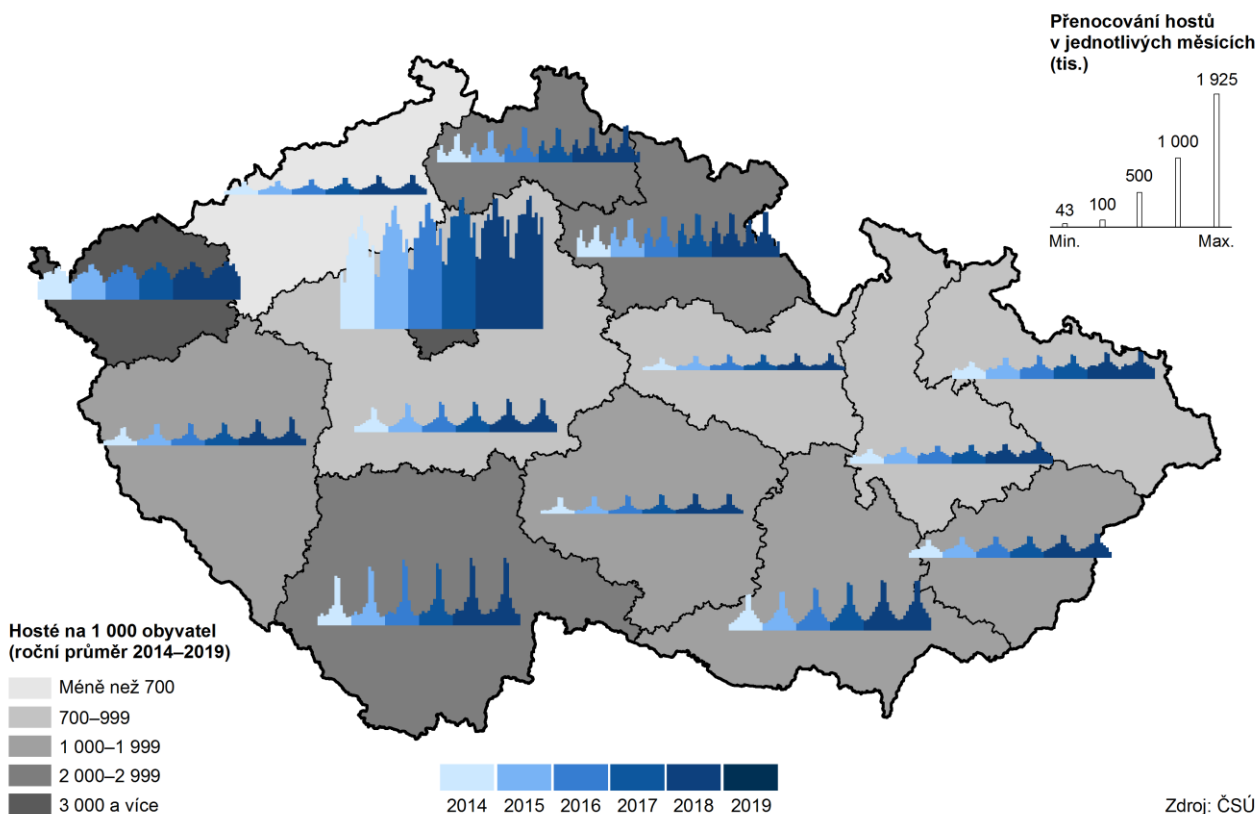 Přenocování hostů
v jednotlivých měsících
(tis.)
1 925
1 000
500
100
43
Min.
Max.
Hosté na 1 000 obyvatel
(roční průměr 2014–2019)
Méně než 700
700–999
1 000–1 999
2 000–2 999
3 000 a více
2014 2015 2016 2017 2018 2019
Zdroj: ČSÚ